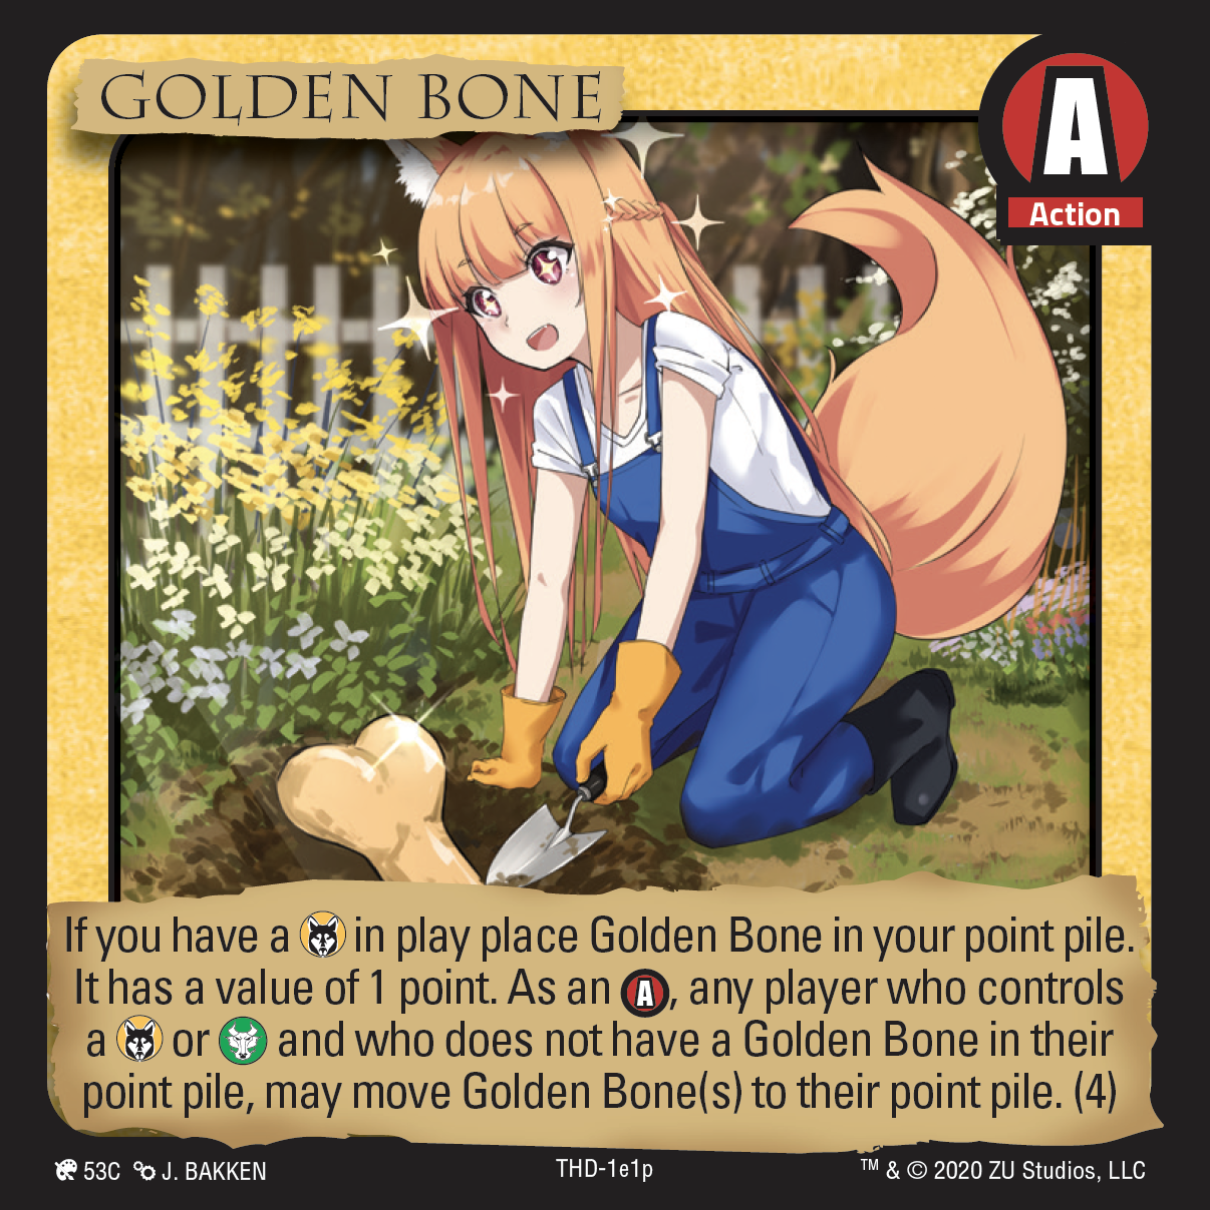 GOLDEN BONE
A
Action
If you have a in play place Golden Bone in your point pile.
It has a value of 1 point. As an A, any player who controls
a or and who does not have a Golden Bone in their
point pile, may move Golden Bone(s) to their point pile. (4)
53C J. BAKKEN
THD-1e1p
™ & © 2020 ZU Studios, LLC